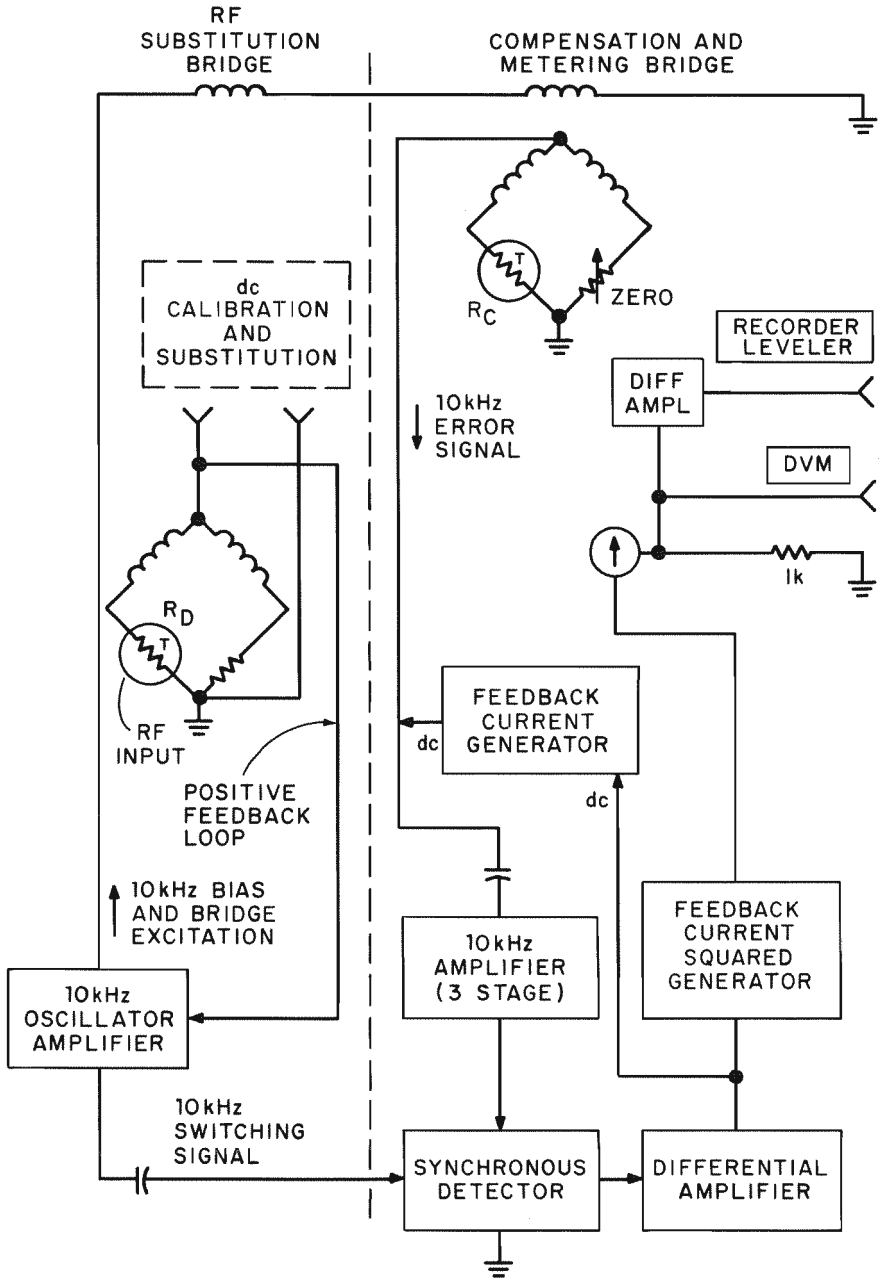 RF
SUBSTITUTION
BRIDGE
COMPENSATION AND
METERING BRIDGE
T
RC
ZERO
dc
CALIBRATION
AND
SUBSTITUTION
RECORDER
LEVELER
DIFF
AMPL
10kHz
ERROR
SIGNAL
DVM
1k
RD
T
RF
INPUT
FEEDBACK
CURRENT
GENERATOR
dc
dc
POSITIVE
FEEDBACK
LOOP
10kHz BIAS
AND BRIDGE
EXCITATION
FEEDBACK
CURRENT
SQUARED
GENERATOR
10kHz
AMPLIFIER
(3 STAGE)
10kHz
OSCILLATOR
AMPLIFIER
10kHz
SWITCHING
SIGNAL
SYNCHRONOUS
DETECTOR
DIFFERENTIAL
AMPLIFIER